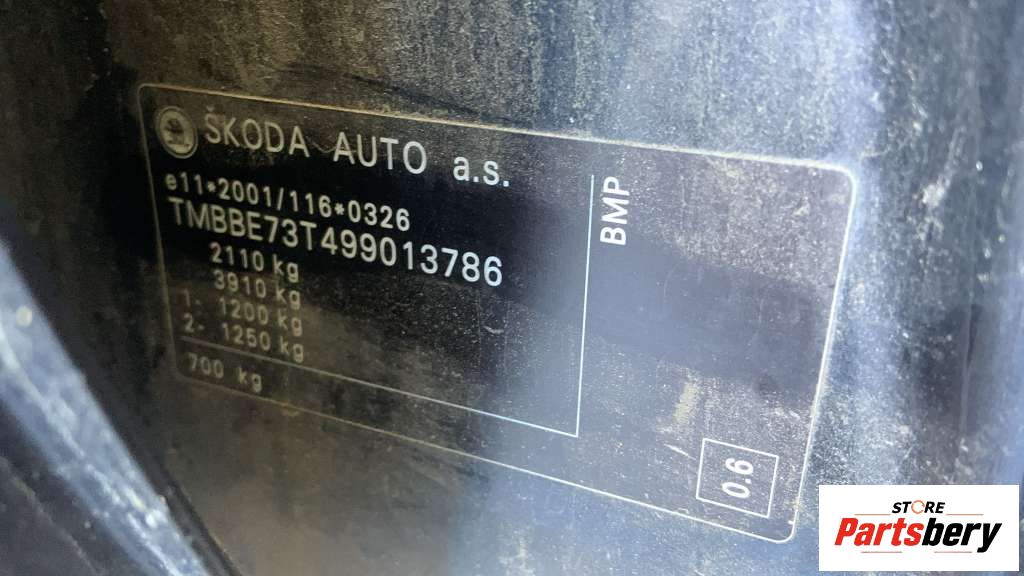 ŠKODA AUTO a.s.
e11*2001/116*0326
TMBBE73T499013786
2110 kg
3910 kg
1- 1200 kg
2- 1250 kg
700 kg
BMP
0.6
STORE
Partsbery